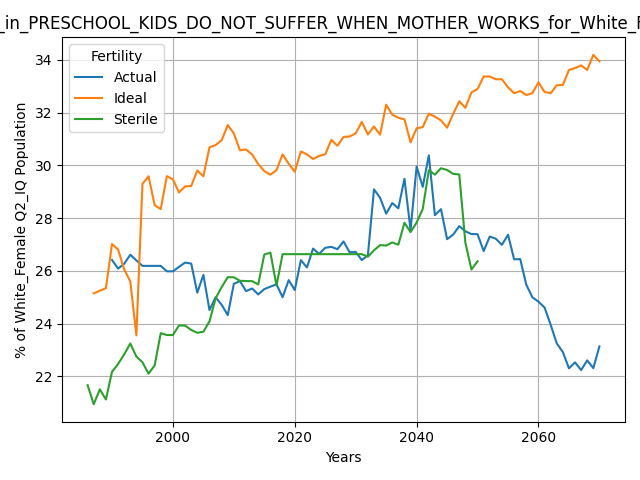 _in_PRESCHOOL_KIDS_DO_NOT_SUFFER_WHEN_MOTHER_WORKS_for_White_F
Fertility
Actual
Ideal
Sterile
% of White_Female Q2_IQ Population
34
32
30
28
26
24
22
2000
2020
2040
2060
Years